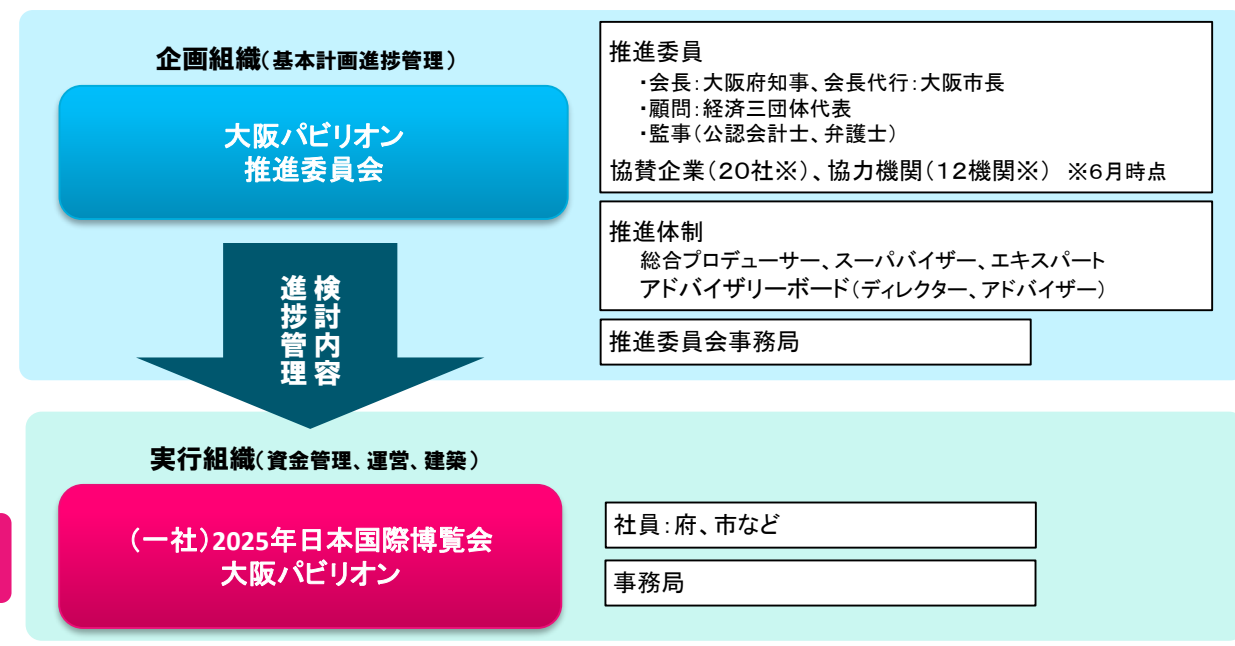 企画組織(基本計画進捗管理)
大阪パビリオン
推進委員会
推進委員
・会長:大阪府知事、会長代行:大阪市長
・顧問:経済三団体代表
・監事(公認会計士、弁護士)
協賛企業(20社※)、協力機関(12機関※) ※6月時点
推進体制
総合プロデューサー、スーパバイザー、エキスパート
アドバイザリーボード(ディレクター、アドバイザー)
推進委員会事務局
検討内容
進捗管理
実行組織(資金管理、運営、建築)
(一社)2025年日本国際博覧会
大阪パビリオン
社員:府、市など
事務局